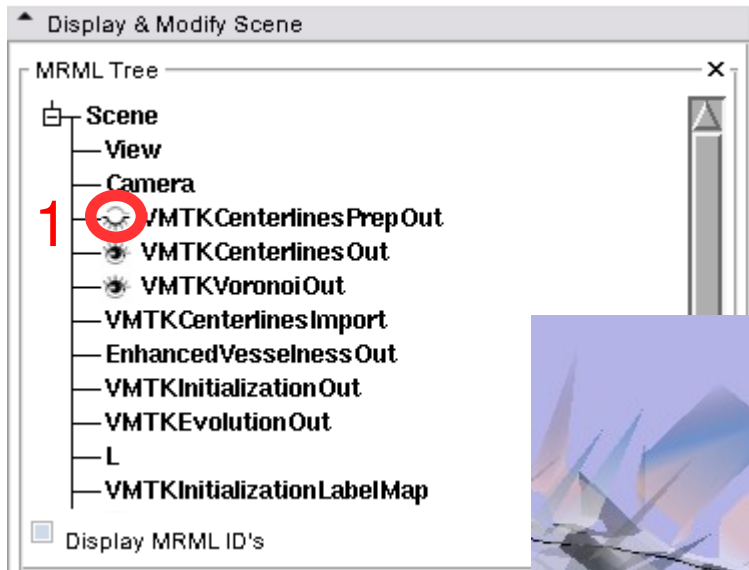 Display & Modify Scene
MRML Tree
Scene
View
Camera
1 VMTKCenterlinesPrepOut
VMTKCenterlinesOut
VMTKVoronoiOut
VMTKCenterlinesImport
EnhancedVesselnessOut
VMTKInitializationOut
VMTKEvolutionOut
L
VMTKInitializationLabelMap
Display MRML ID's